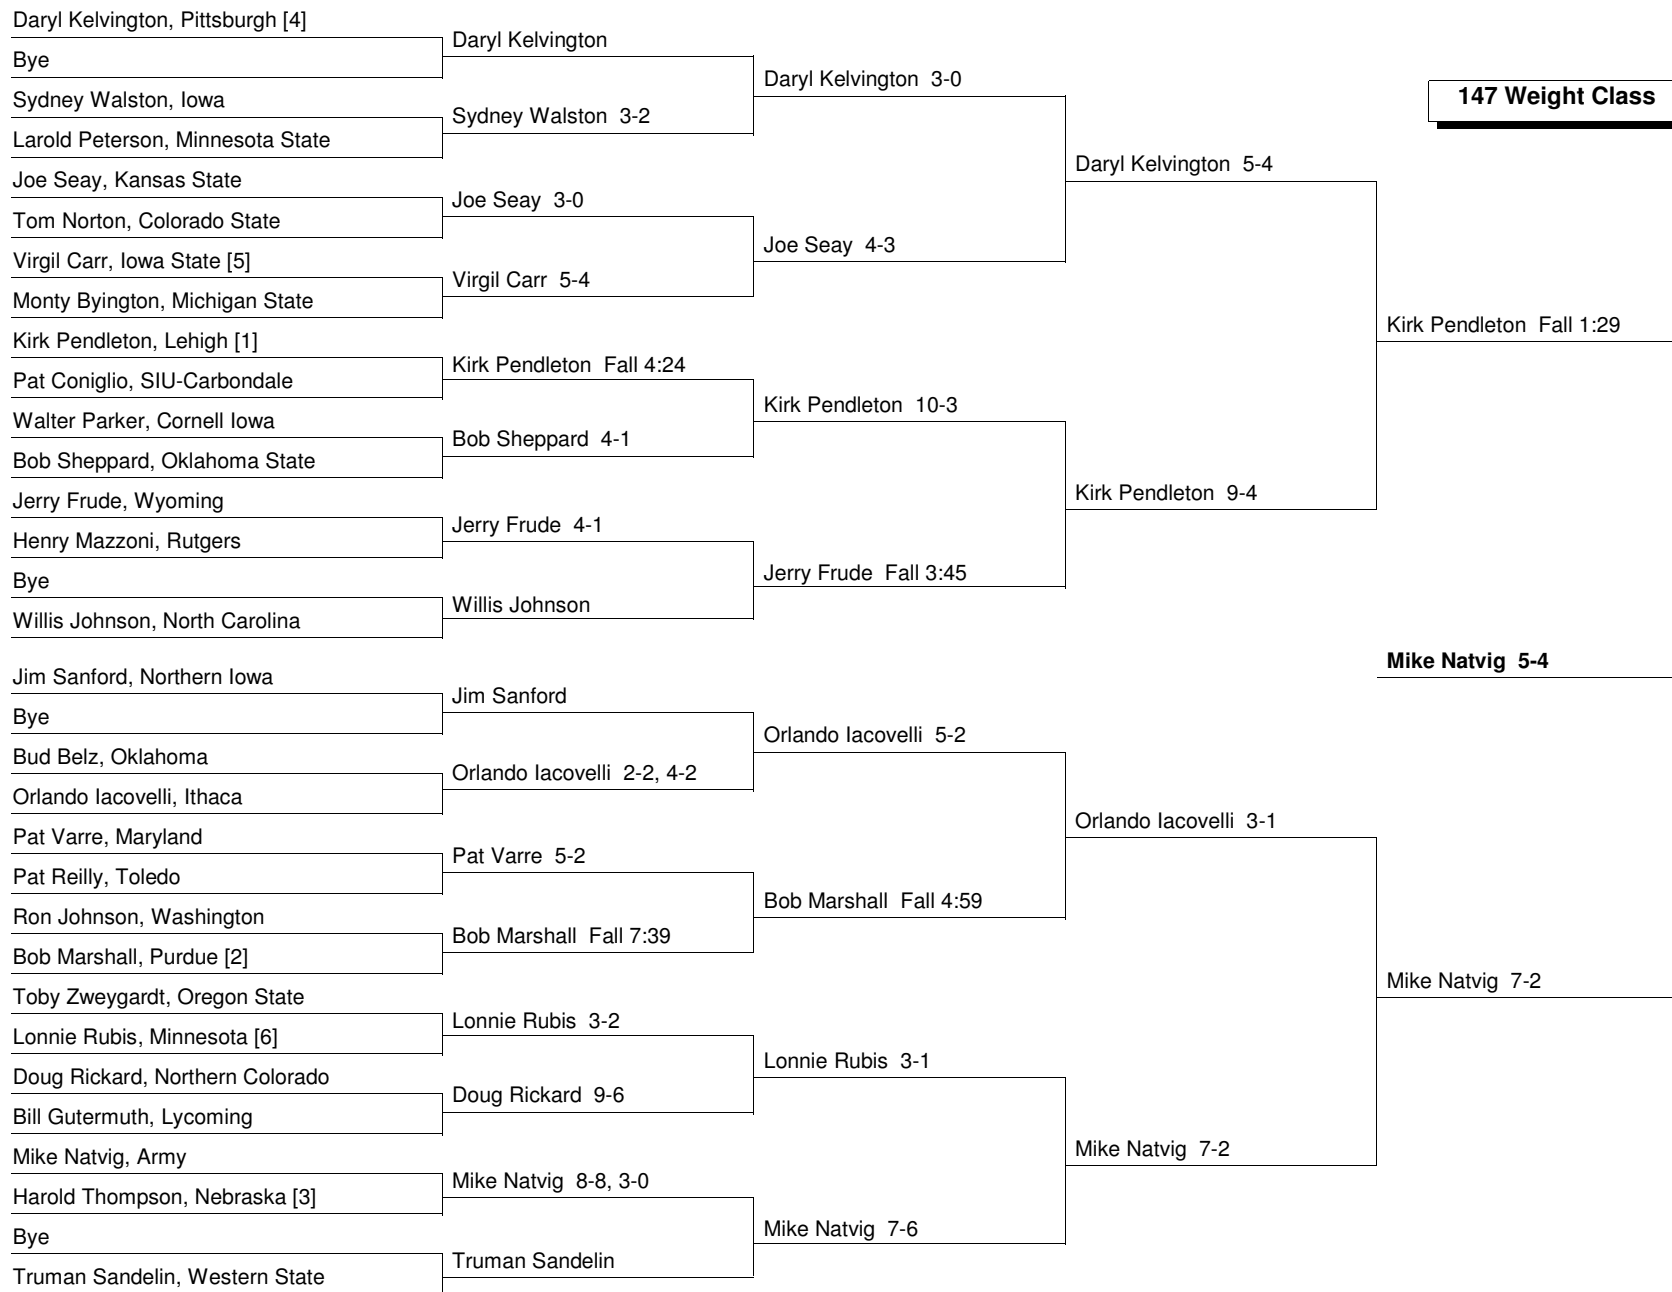 Daryl Kelvington, Pittsburgh [4]
Bye
Sydney Walston, Iowa
Larold Peterson, Minnesota State
Joe Seay, Kansas State
Tom Norton, Colorado State
Virgil Carr, Iowa State [5]
Monty Byington, Michigan State
Kirk Pendleton, Lehigh [1]
Pat Coniglio, SIU-Carbondale
Walter Parker, Cornell Iowa
Bob Sheppard, Oklahoma State
Jerry Frude, Wyoming
Henry Mazzoni, Rutgers
Bye
Willis Johnson, North Carolina
Jim Sanford, Northern Iowa
Bye
Bud Belz, Oklahoma
Orlando Iacovelli, Ithaca
Pat Varre, Maryland
Pat Reilly, Toledo
Ron Johnson, Washington
Bob Marshall, Purdue [2]
Toby Zweygardt, Oregon State
Lonnie Rubis, Minnesota [6]
Doug Rickard, Northern Colorado
Bill Gutermuth, Lycoming
Mike Natvig, Army
Harold Thompson, Nebraska [3]
Bye
Truman Sandelin, Western State
Daryl Kelvington
Sydney Walston 3-2
Joe Seay 3-0
Virgil Carr 5-4
Kirk Pendleton Fall 4:24
Bob Sheppard 4-1
Jerry Frude 4-1
Willis Johnson
Jim Sanford
Orlando Iacovelli 2-2, 4-2
Pat Varre 5-2
Bob Marshall Fall 7:39
Lonnie Rubis 3-2
Doug Rickard 9-6
Mike Natvig 8-8, 3-0
Truman Sandelin
Daryl Kelvington 3-0
Joe Seay 4-3
Kirk Pendleton 10-3
Jerry Frude Fall 3:45
Orlando Iacovelli 5-2
Bob Marshall Fall 4:59
Lonnie Rubis 3-1
Mike Natvig 7-6
Daryl Kelvington 5-4
Kirk Pendleton 9-4
Orlando Iacovelli 3-1
Mike Natvig 7-2
147 Weight Class
Kirk Pendleton Fall 1:29
Mike Natvig 5-4
Mike Natvig 7-2